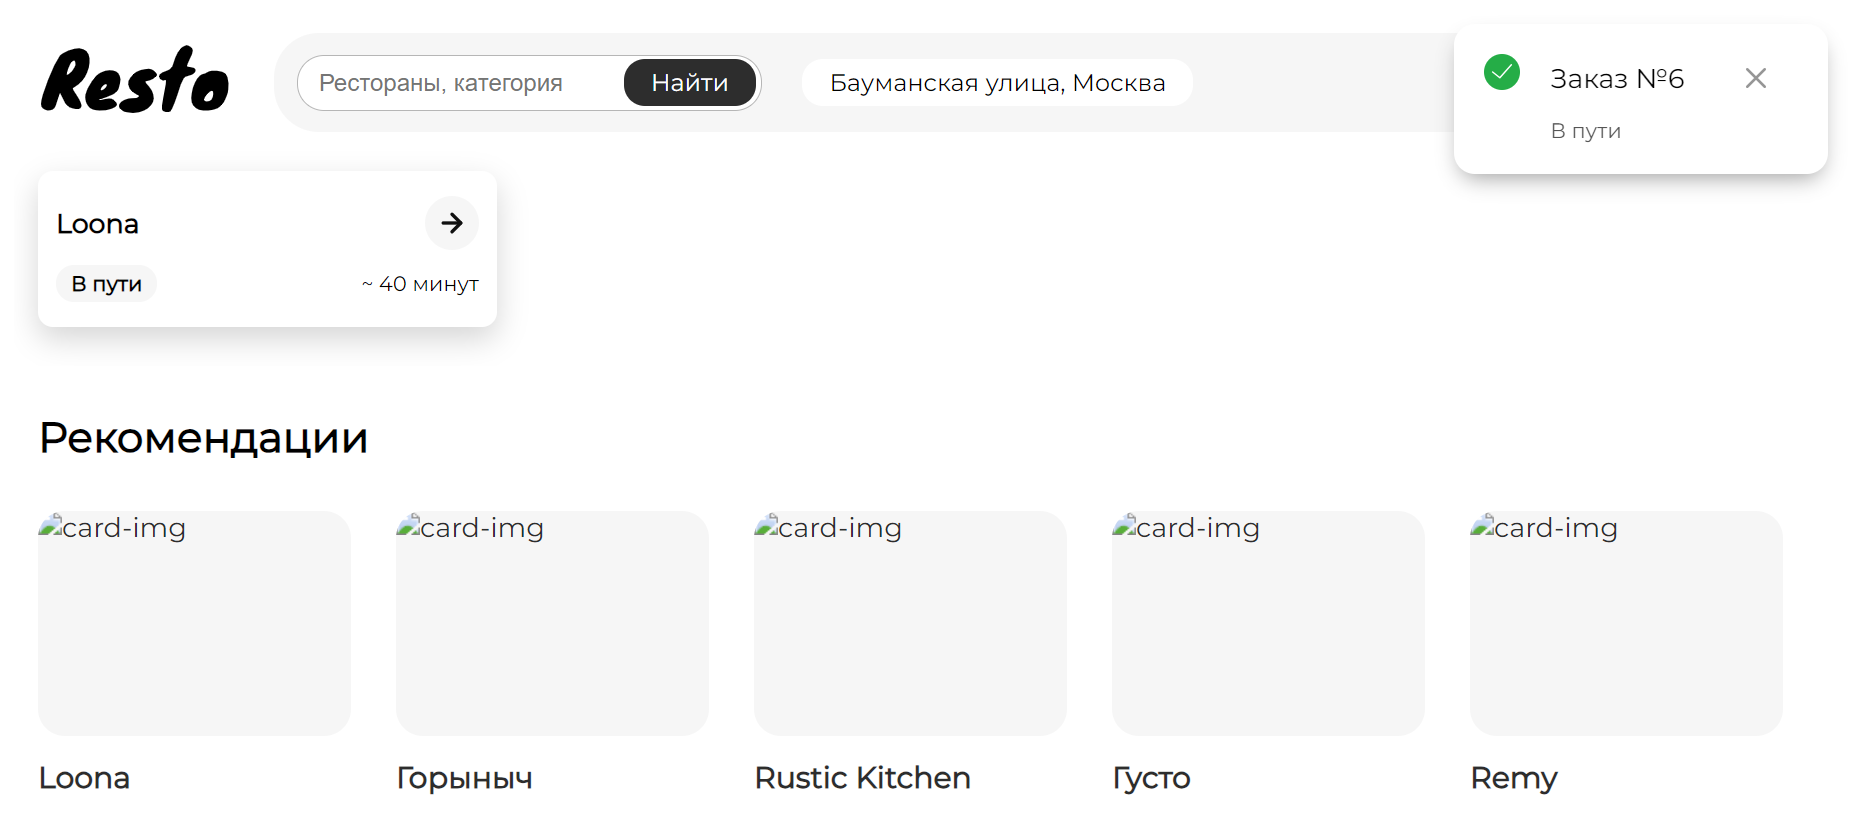 Resto
Рестораны, категория
Найти
Бауманская улица, Москва
Заказ №6
В пути
Loona
В пути
~ 40 минут
Рекомендации
card-img
card-img
card-img
card-img
card-img
Loona
Горыныч
Rustic Kitchen
Густо
Remy